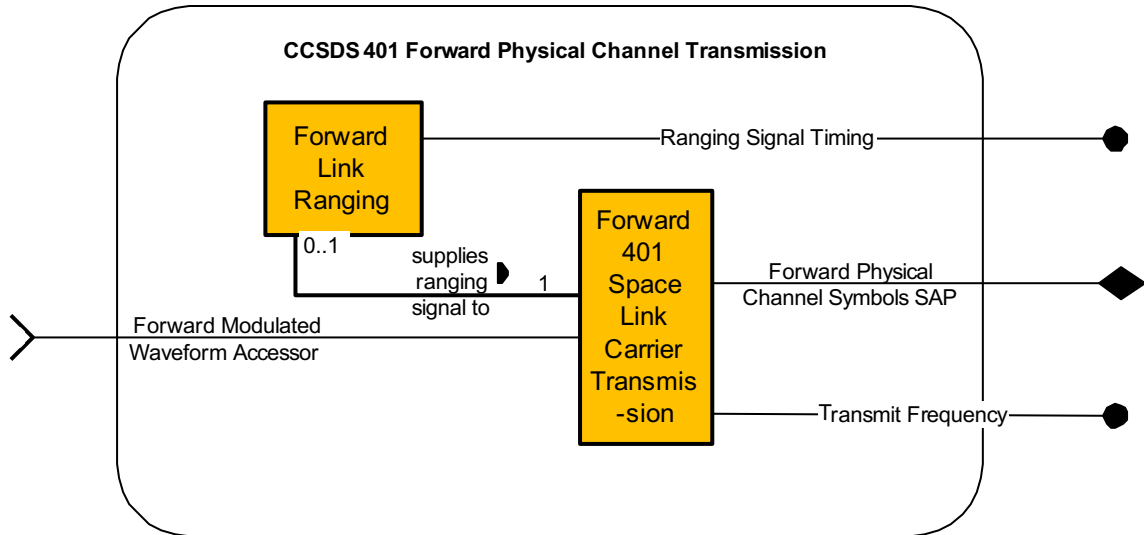 CCSDS 401 Forward Physical Channel Transmission
Forward
Link
Ranging
Ranging Signal Timing
0..1
supplies
ranging
signal to
1
Forward
401
Space
Link
Carrier
Transmis
-sion
Forward Physical
Channel Symbols SAP
Forward Modulated
Waveform Accessor
Transmit Frequency